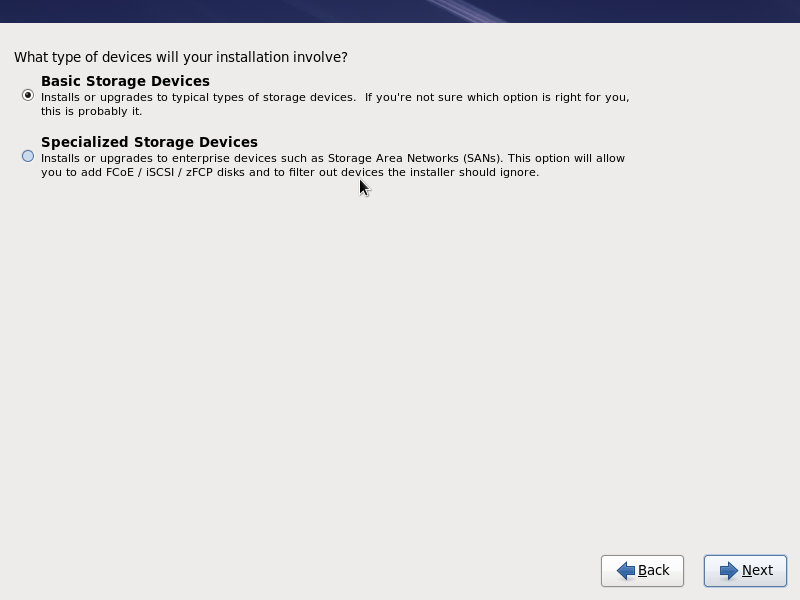 What type of devices will your installation involve?
Basic Storage Devices
Installs or upgrades to typical types of storage devices.  If you're not sure which option is right for you,
this is probably it.
Specialized Storage Devices
Installs or upgrades to enterprise devices such as Storage Area Networks (SANs). This option will allow
you to add FCoE / iSCSI / zFCP disks and to filter out devices the installer should ignore.
Back
Next